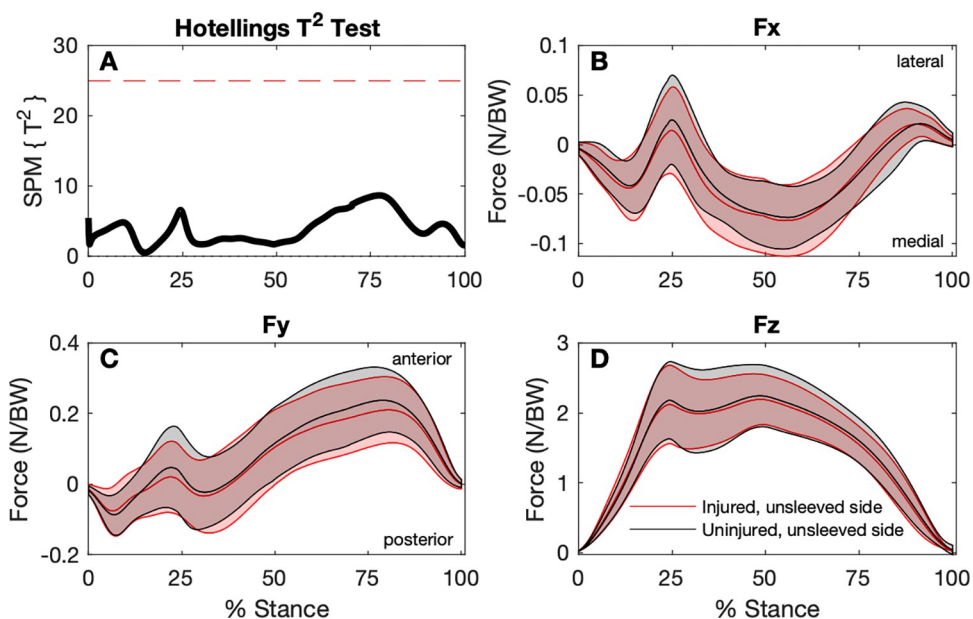 Hotellings T² Test
A
30
20
10
0
SPM { T² }
0 25 50 75 100
Fx
B
lateral
medial
0.1
0.05
0
-0.05
-0.1
Force (N/BW)
0 25 50 75 100
Fy
C
anterior
posterior
0.4
0.2
0
-0.2
Force (N/BW)
0 25 50 75 100
% Stance
Fz
D
3
2
1
0
Force (N/BW)
Injured, unsleeved side
Uninjured, unsleeved side
0 25 50 75 100
% Stance